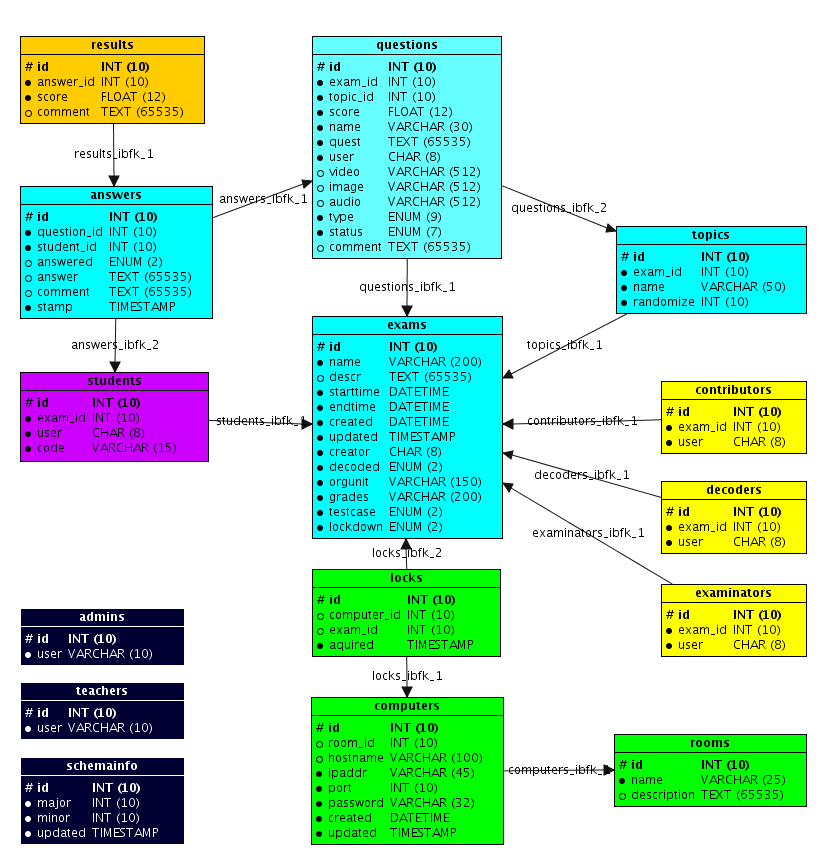 results
# id INT (10)
● answer_id INT (10)
● score FLOAT (12)
○ comment TEXT (65535)
results_ibfk_1
answers
# id INT (10)
● question_id INT (10)
● student_id INT (10)
○ answered ENUM (2)
○ answer TEXT (65535)
○ comment TEXT (65535)
● stamp TIMESTAMP
answers_ibfk_1
answers_ibfk_2
students
# id INT (10)
● exam_id INT (10)
● user CHAR (8)
● code VARCHAR (15)
students_ibfk_1
questions
# id INT (10)
● exam_id INT (10)
● topic_id INT (10)
● score FLOAT (12)
● name VARCHAR (30)
● quest TEXT (65535)
● user CHAR (8)
○ video VARCHAR (512)
○ image VARCHAR (512)
○ audio VARCHAR (512)
● type ENUM (9)
● status ENUM (7)
○ comment TEXT (65535)
questions_ibfk_2
questions_ibfk_1
topics
# id INT (10)
● exam_id INT (10)
● name VARCHAR (50)
● randomize INT (10)
topics_ibfk_1
exams
# id INT (10)
● name VARCHAR (200)
○ descr TEXT (65535)
● starttime DATETIME
● endtime DATETIME
● created DATETIME
● updated TIMESTAMP
● creator CHAR (8)
● decoded ENUM (2)
● orgunit VARCHAR (150)
● grades VARCHAR (200)
● testcase ENUM (2)
● lockdown ENUM (2)
contributors
# id INT (10)
● exam_id INT (10)
● user CHAR (8)
contributors_ibfk_1
decoders
# id INT (10)
● exam_id INT (10)
● user CHAR (8)
decoders_ibfk_1
examinators
# id INT (10)
● exam_id INT (10)
● user CHAR (8)
examinators_ibfk_1
locks_ibfk_2
locks
# id INT (10)
○ computer_id INT (10)
○ exam_id INT (10)
● aquired TIMESTAMP
locks_ibfk_1
computers
# id INT (10)
○ room_id INT (10)
○ hostname VARCHAR (100)
● ipaddr VARCHAR (45)
● port INT (10)
● password VARCHAR (32)
● created DATETIME
● updated TIMESTAMP
computers_ibfk_
rooms
# id INT (10)
● name VARCHAR (25)
○ description TEXT (65535)
admins
# id INT (10)
● user VARCHAR (10)
teachers
# id INT (10)
● user VARCHAR (10)
schemainfo
# id INT (10)
● major INT (10)
● minor INT (10)
● updated TIMESTAMP